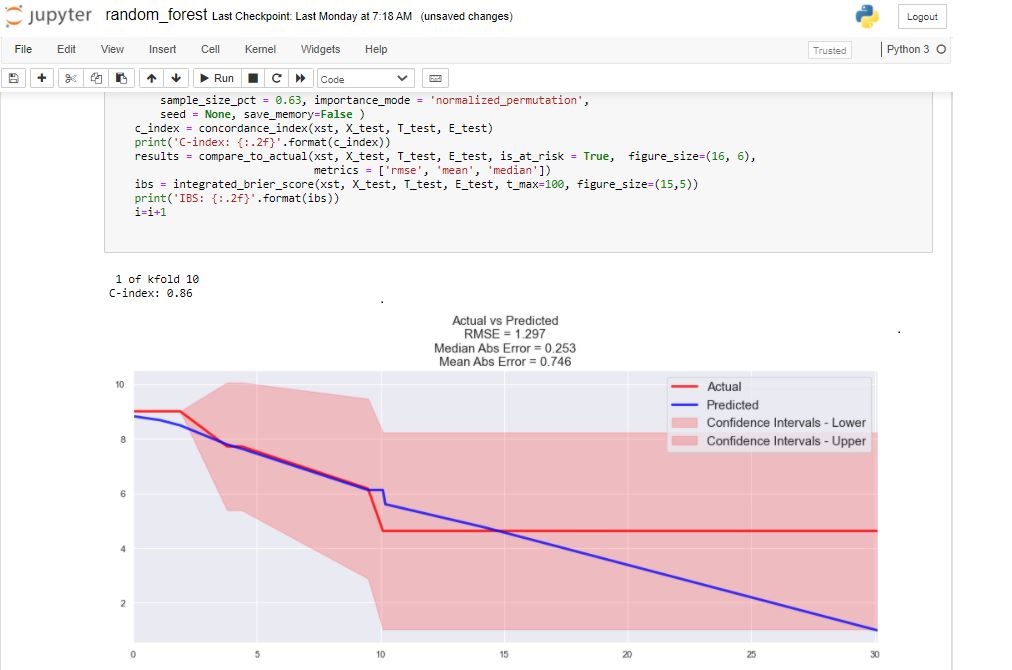 jupyter random_forest Last Checkpoint: Last Monday at 7:18 AM (unsaved changes)
Logout
File Edit View Insert Cell Kernel Widgets Help
Trusted
Python 3
Run
Code
sample_size_pct = 0.63, importance_mode = 'normalized_permutation',
seed = None, save_memory=False )
c_index = concordance_index(xst, X_test, T_test, E_test)
print('C-index: {:.2f}'.format(c_index))
results = compare_to_actual(xst, X_test, T_test, E_test, is_at_risk = True,  figure_size=(16, 6),
metrics = ['rmse', 'mean', 'median'])
ibs = integrated_brier_score(xst, X_test, T_test, E_test, t_max=100, figure_size=(15,5))
print('IBS: {:.2f}'.format(ibs))
i=i+1
1 of kfold 10
C-index: 0.86
Actual vs Predicted
RMSE = 1.297
Median Abs Error = 0.253
Mean Abs Error = 0.746
Actual
Predicted
Confidence Intervals - Lower
Confidence Intervals - Upper
10
8
6
4
2
0 5 10 15 20 25 30